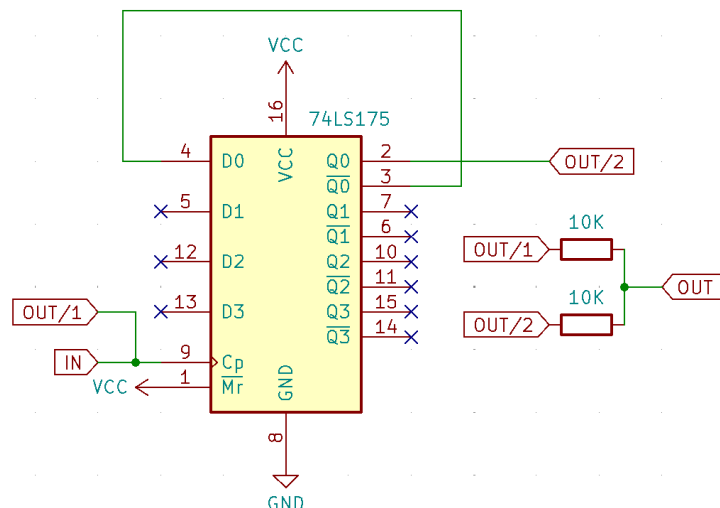 VCC
16
74LS175
VCC
4 D0 Q0 2 OUT/2
Q0 3
5 D1 Q1 7
10K
Q1 6 OUT/1
12 D2 Q2 10
Q2 11 OUT
10K
13 D3 Q3 15
OUT/1
Q3 14 OUT/2
IN 9 Cp
VCC 1 Mr GND
8
GND